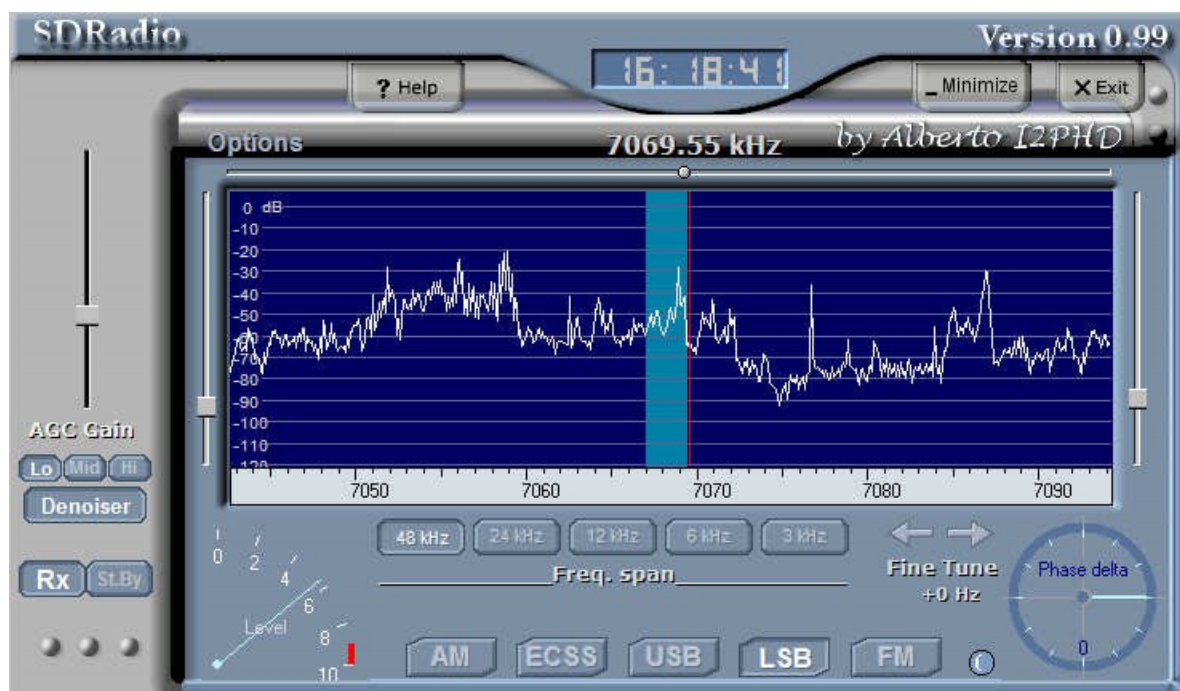 SDRadio
Version 0.99
16:18:41
? Help
_ Minimize
X Exit
Options
7069.55 kHz
by Alberto I2PHD
0 dB
-10
-20
-30
-40
-50
-60
-70
-80
-90
-100
-110
-120
7050 7060 7070 7080 7090
AGC Gain
Lo Mid Hi
Denoiser
Rx St.By
48 kHz 24 kHz 12 kHz 6 kHz 3 kHz
Freq. span
Fine Tune
+0 Hz
Phase delta
0
0 2 4 6 8 10
Level
AM ECSS USB LSB FM
C